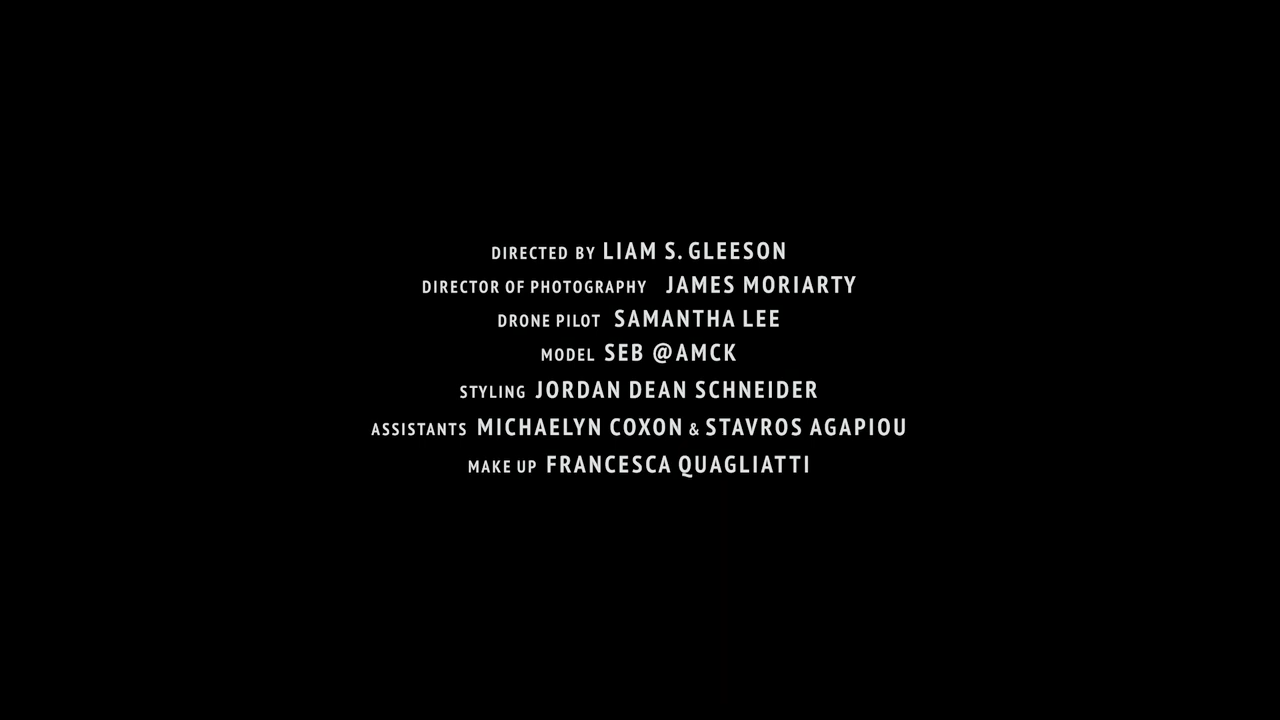 DIRECTED BY LIAM S. GLEESON
DIRECTOR OF PHOTOGRAPHY JAMES MORIARTY
DRONE PILOT SAMANTHA LEE
MODEL SEB @AMCK
STYLING JORDAN DEAN SCHNEIDER
ASSISTANTS MICHAELYN COXON & STAVROS AGAPIOU
MAKE UP FRANCESCA QUAGLIATTI